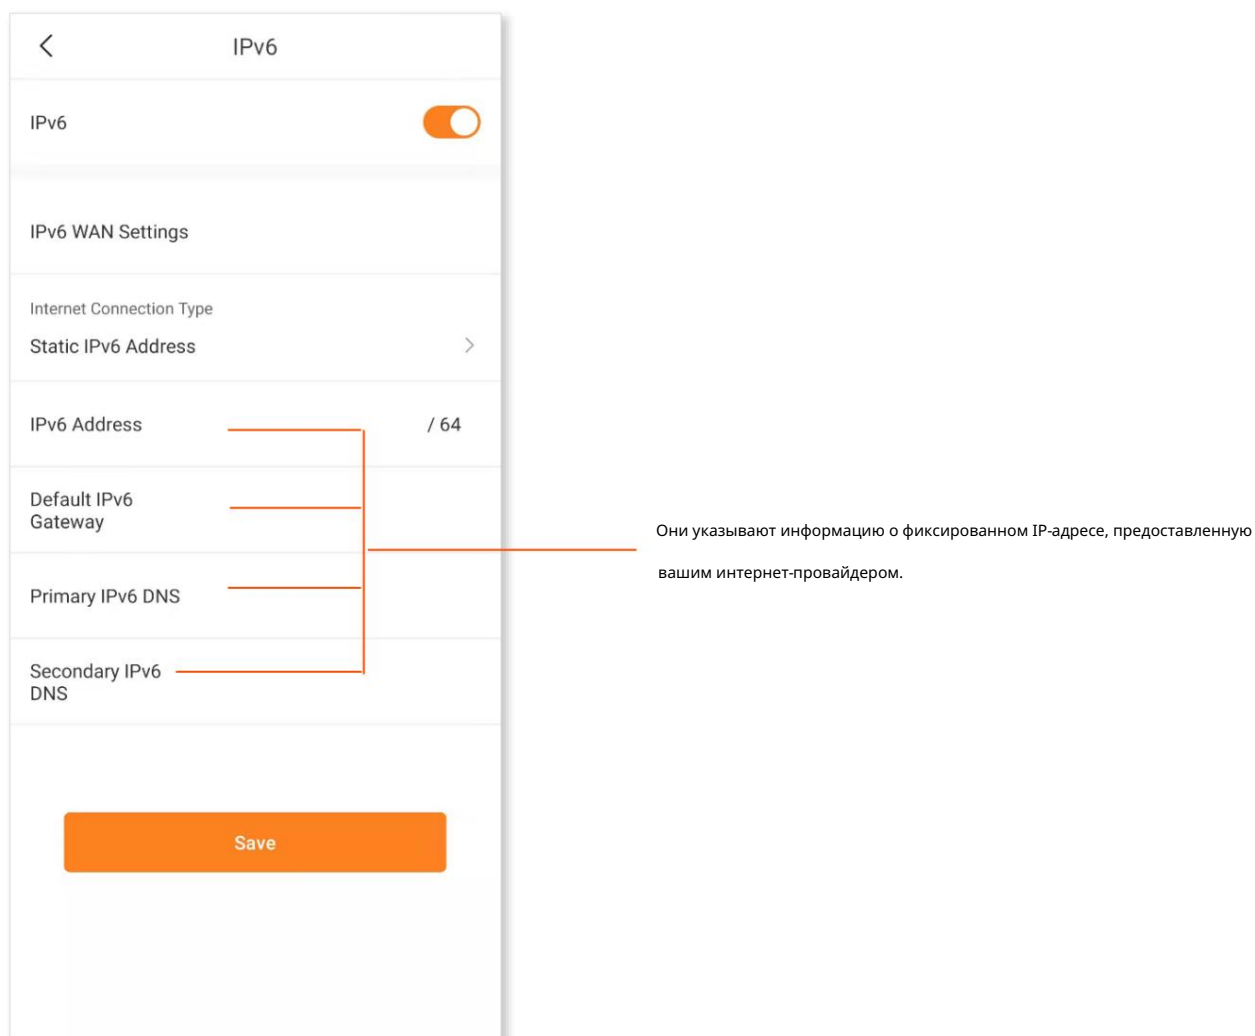 IPv6
IPv6
IPv6 WAN Settings
Internet Connection Type
Static IPv6 Address
IPv6 Address / 64
Default IPv6
Gateway
Primary IPv6 DNS
Secondary IPv6
DNS
Save
Они указывают информацию о фиксированном IP-адресе, предоставленную
вашим интернет-провайдером.